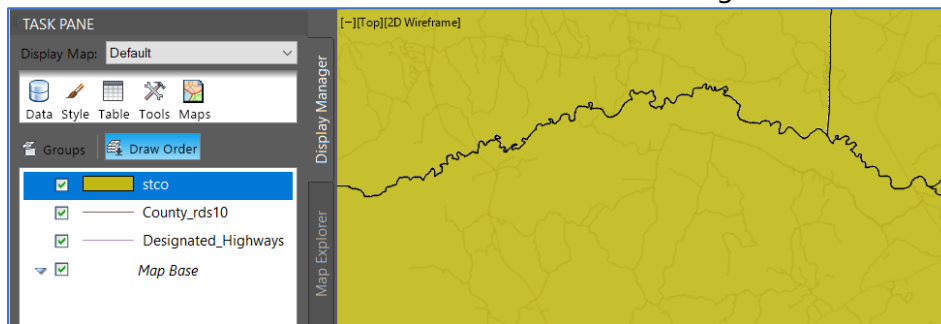 TASK PANE
Display Map: Default
Data Style Table Tools Maps
Groups Draw Order
stco
County_rds10
Designated_Highways
Map Base
Display Manager
Map Explorer
[−][Top][2D Wireframe]